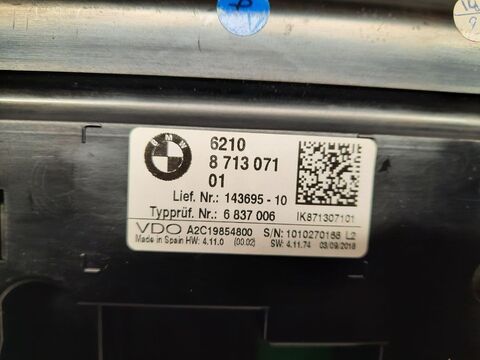 BMW
6210
8 713 071
01
Lief. Nr.: 143695 - 10
Typprüf. Nr.: 6 837 006
IK871307101
VDO A2C19854800 S/N: 1010270168 L2
Made in Spain HW: 4.11.0 (00.02) SW: 4.11.74 03/09/2018